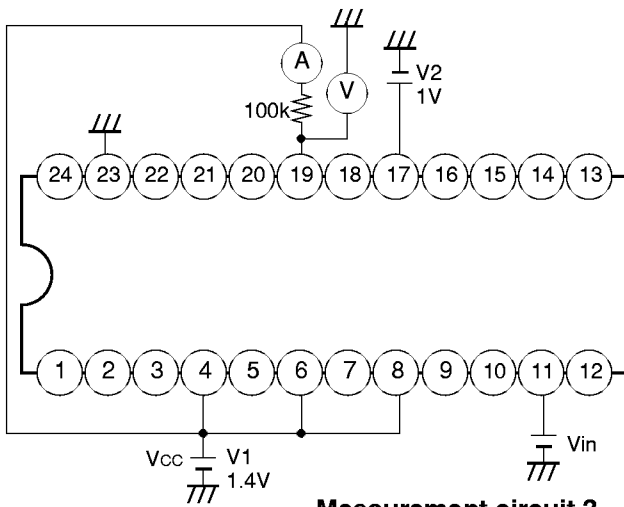 A
V
V2
1V
100k
24 23 22 21 20 19 18 17 16 15 14 13
1 2 3 4 5 6 7 8 9 10 11 12
VCC
V1
1.4V
Vin
Measurement circuit 2